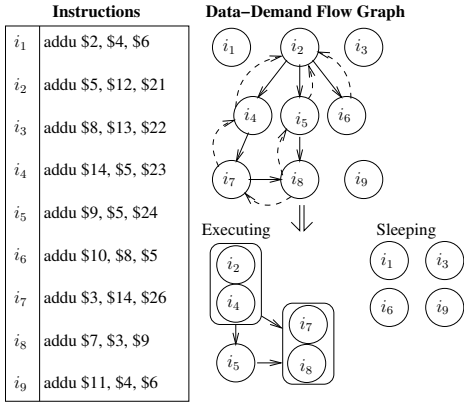 Instructions
i1 addu $2, $4, $6
i2 addu $5, $12, $21
i3 addu $8, $13, $22
i4 addu $14, $5, $23
i5 addu $9, $5, $24
i6 addu $10, $8, $5
i7 addu $3, $14, $26
i8 addu $7, $3, $9
i9 addu $11, $4, $6
Data−Demand Flow Graph
i1 i2 i3
i4 i5 i6
i7 i8 i9
Executing
i2
i4
i5
i7
i8
Sleeping
i1 i3
i6 i9